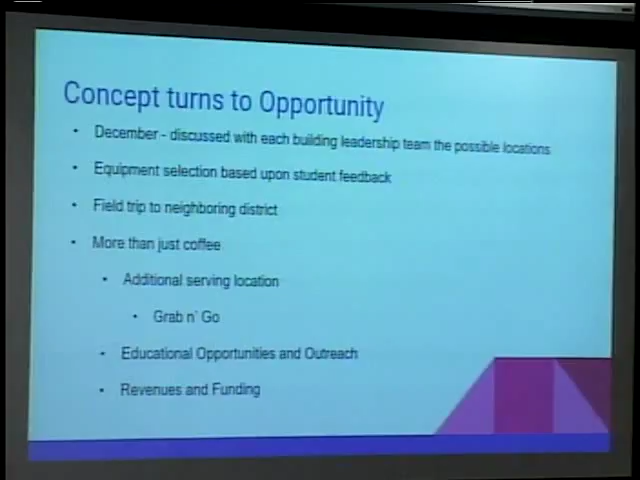 Concept turns to Opportunity
• December - discussed with each building leadership team the possible locations
• Equipment selection based upon student feedback
• Field trip to neighboring district
• More than just coffee
• Additional serving location
• Grab n' Go
• Educational Opportunities and Outreach
• Revenues and Funding